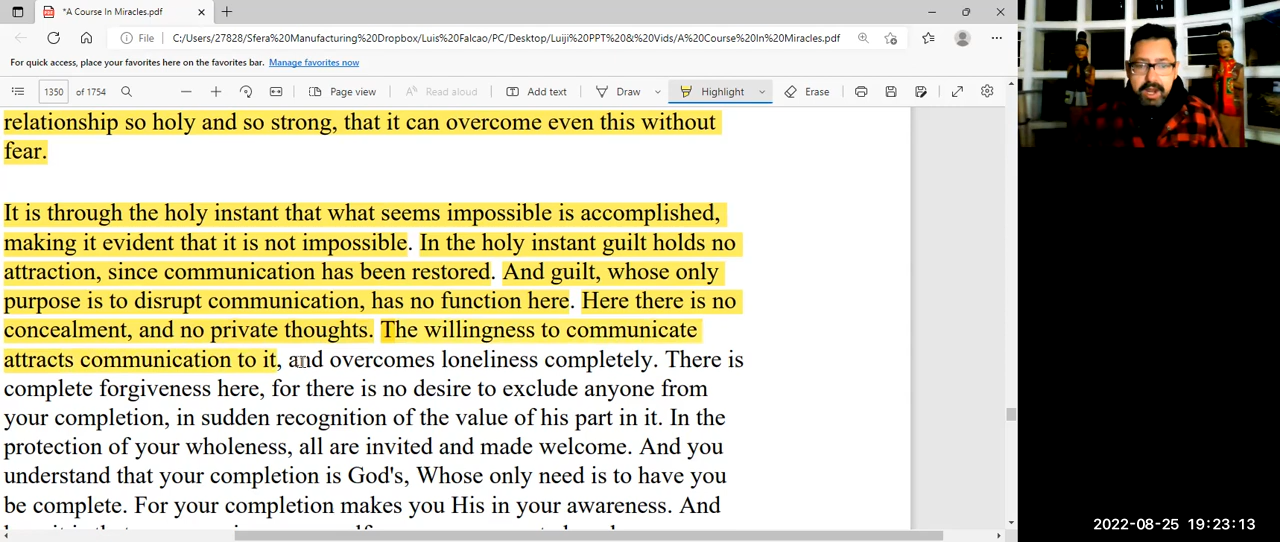 *A Course In Miracles.pdf
File C:/Users/27828/Sfera%20Manufacturing%20Dropbox/Luis%20Falcao/PC/Desktop/Luiji%20PPT%20&%20Vids/A%20Course%20In%20Miracles.pdf
For quick access, place your favorites here on the favorites bar. Manage favorites now
1350 of 1754 Page view Read aloud Add text Draw Highlight Erase
relationship so holy and so strong, that it can overcome even this without
fear.
It is through the holy instant that what seems impossible is accomplished,
making it evident that it is not impossible. In the holy instant guilt holds no
attraction, since communication has been restored. And guilt, whose only
purpose is to disrupt communication, has no function here. Here there is no
concealment, and no private thoughts. The willingness to communicate
attracts communication to it, and overcomes loneliness completely. There is
complete forgiveness here, for there is no desire to exclude anyone from
your completion, in sudden recognition of the value of his part in it. In the
protection of your wholeness, all are invited and made welcome. And you
understand that your completion is God's, Whose only need is to have you
be complete. For your completion makes you His in your awareness. And
2022-08-25 19:23:13